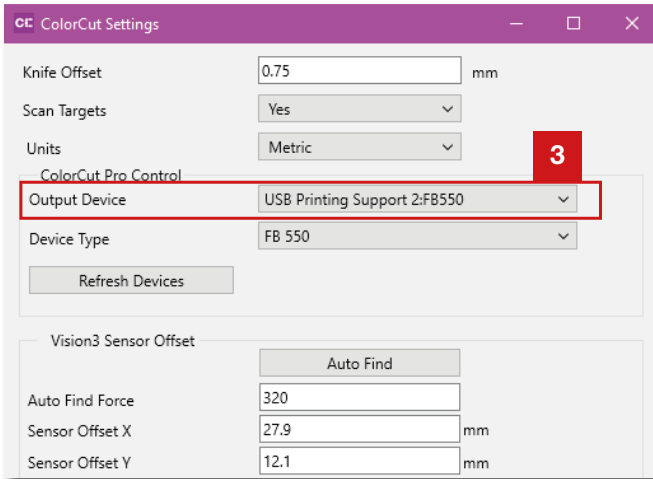 CC ColorCut Settings
Knife Offset 0.75 mm
Scan Targets Yes
Units Metric
3
ColorCut Pro Control
Output Device USB Printing Support 2:FB550
Device Type FB 550
Refresh Devices
Vision3 Sensor Offset
Auto Find
Auto Find Force 320
Sensor Offset X 27.9 mm
Sensor Offset Y 12.1 mm